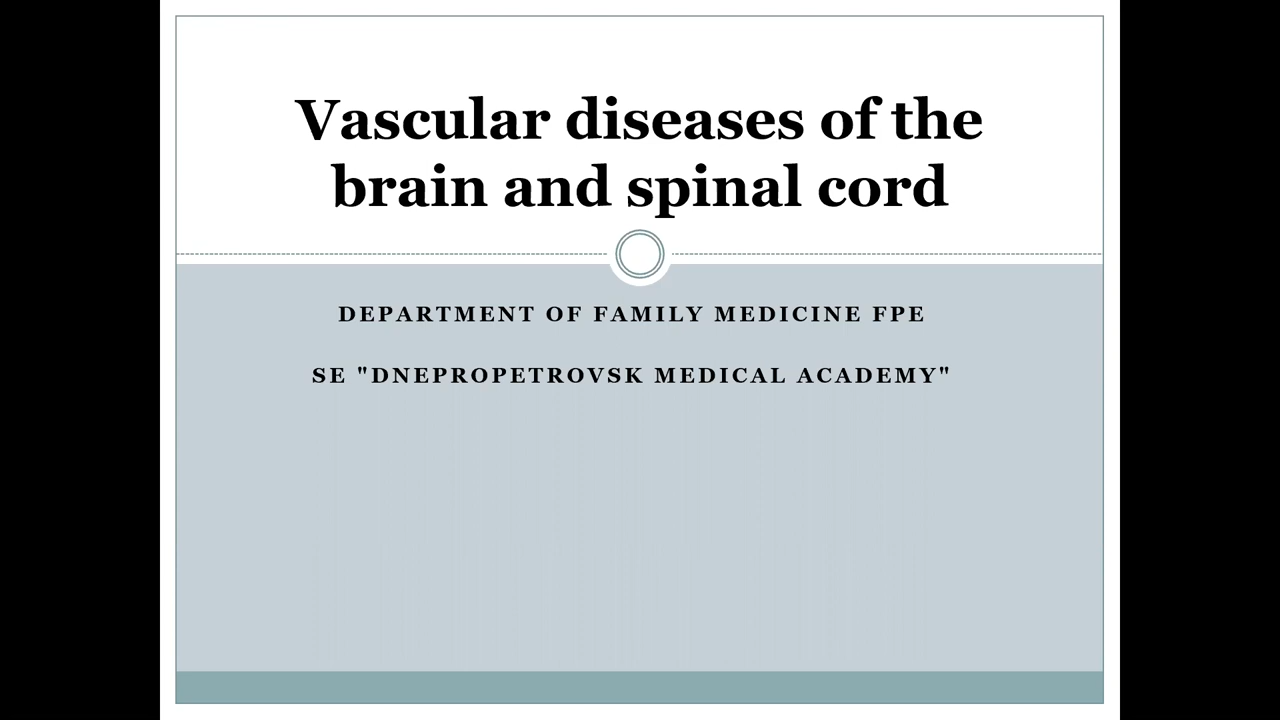 Vascular diseases of the
brain and spinal cord
DEPARTMENT OF FAMILY MEDICINE FPE
SE "DNEPROPETROVSK MEDICAL ACADEMY"